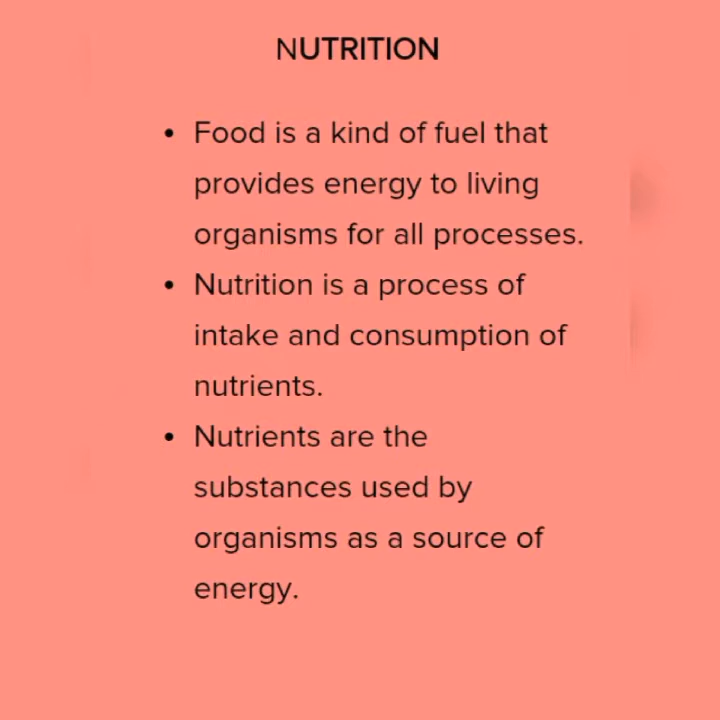 NUTRITION
• Food is a kind of fuel that
provides energy to living
organisms for all processes.
• Nutrition is a process of
intake and consumption of
nutrients.
• Nutrients are the
substances used by
organisms as a source of
energy.